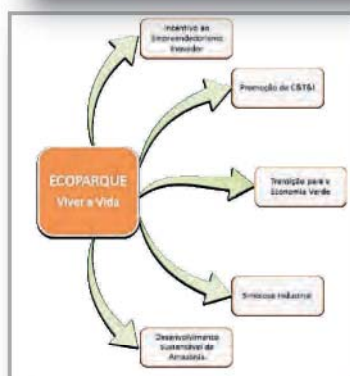 Incentivo ao
Empreendedorismo
Inovador
Promoção de CT&I
ECOPARQUE
Viver a Vida
Transição para a
Economia Verde
Simbiose Industrial
Desenvolvimento
Sustentável da
Amazônia